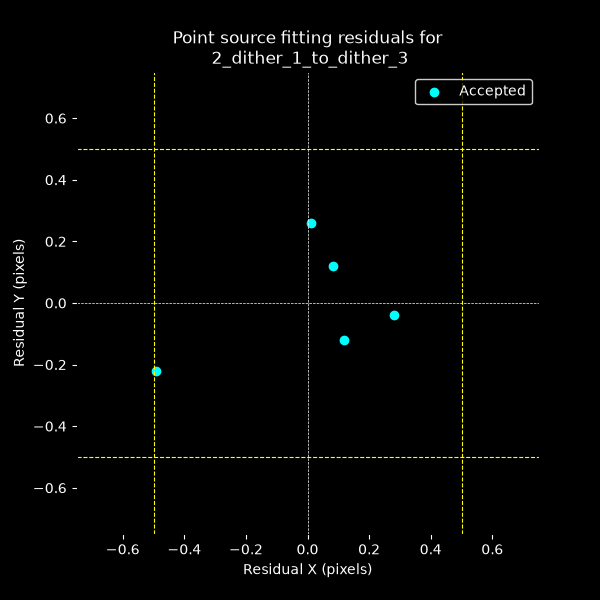 Point source fitting residuals for
2_dither_1_to_dither_3
Accepted
0.6
0.4
0.2
0.0
−0.2
−0.4
−0.6
Residual Y (pixels)
−0.6 −0.4 −0.2 0.0 0.2 0.4 0.6
Residual X (pixels)